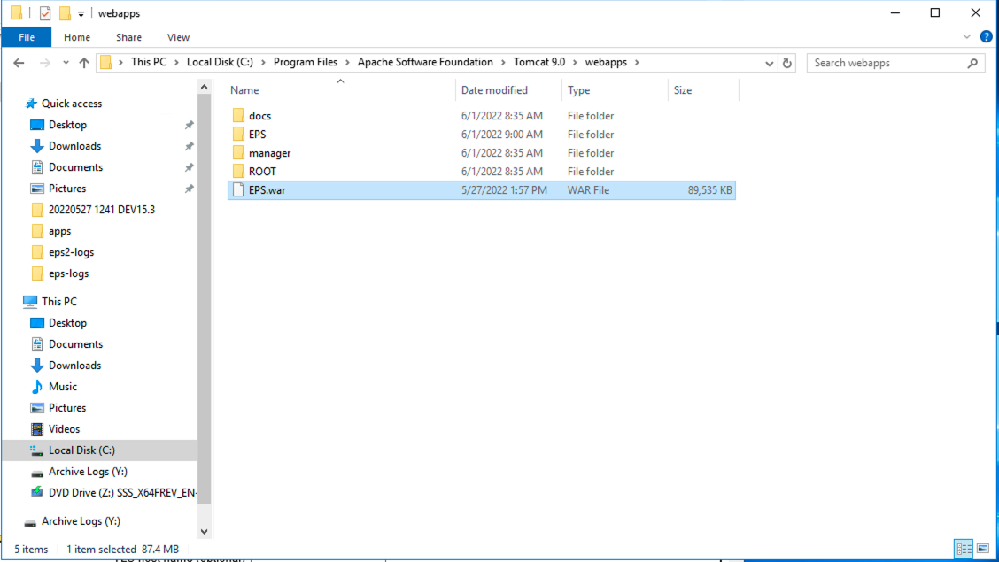 webapps
File Home Share View
This PC Local Disk (C:) Program Files Apache Software Foundation Tomcat 9.0 webapps
Search webapps
Name Date modified Type Size
Quick access
Desktop
Downloads
Documents
Pictures
20220527 1241 DEV15.3
apps
eps2-logs
eps-logs
This PC
Desktop
Documents
Downloads
Music
Pictures
Videos
Local Disk (C:)
Archive Logs (Y:)
DVD Drive (Z:) SSS_X64FREV_EN-
Archive Logs (Y:)
docs 6/1/2022 8:35 AM File folder
EPS 6/1/2022 9:00 AM File folder
manager 6/1/2022 8:35 AM File folder
ROOT 6/1/2022 8:35 AM File folder
EPS.war 5/27/2022 1:57 PM WAR File 89,535 KB
5 items 1 item selected 87.4 MB